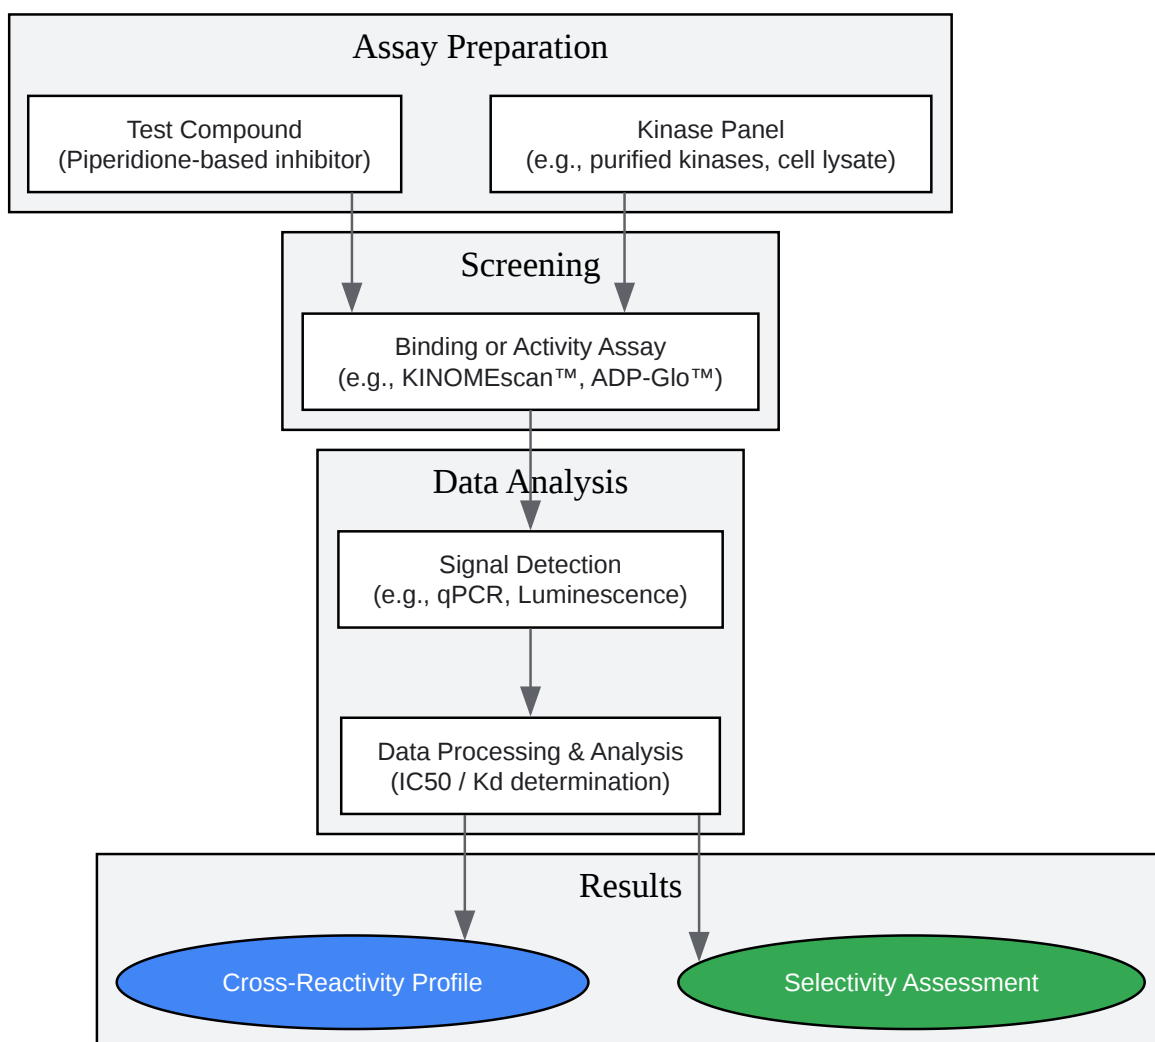 Assay Preparation
Test Compound
(Piperidione-based inhibitor)
Kinase Panel
(e.g., purified kinases, cell lysate)
Screening
Binding or Activity Assay
(e.g., KINOMEscan™, ADP-Glo™)
Data Analysis
Signal Detection
(e.g., qPCR, Luminescence)
Data Processing & Analysis
(IC50 / Kd determination)
Results
Cross-Reactivity Profile
Selectivity Assessment